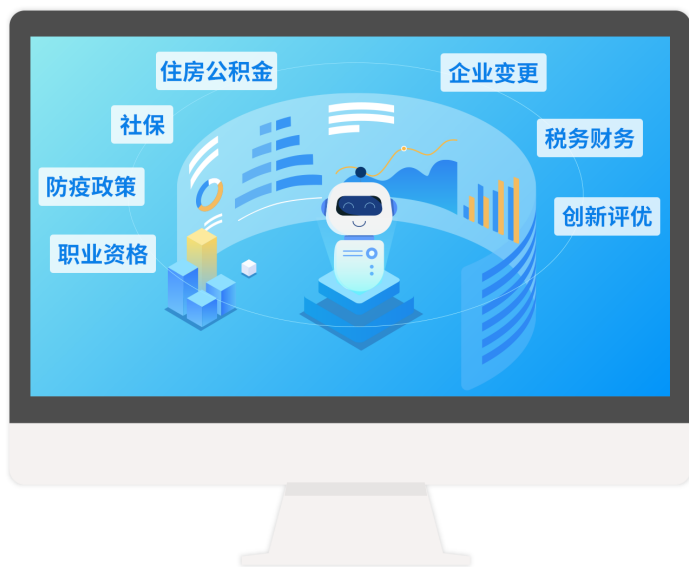 住房公积金
企业变更
社保
税务财务
防疫政策
创新评优
职业资格